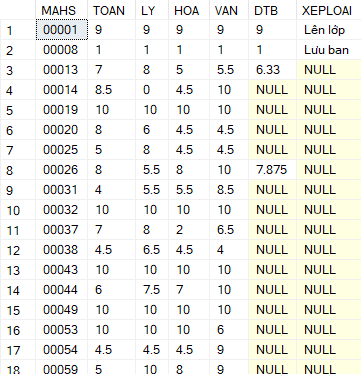 MAHS TOAN LY HOA VAN DTB XEPLOAI
1 00001 9 9 9 9 9 Lên lớp
2 00008 1 1 1 1 1 Lưu ban
3 00013 7 8 5 5.5 6.33 NULL
4 00014 8.5 0 4.5 10 NULL NULL
5 00019 10 10 10 10 NULL NULL
6 00020 8 6 4.5 4.5 NULL NULL
7 00025 5 8 4.5 4.5 NULL NULL
8 00026 8 5.5 8 10 7.875 NULL
9 00031 4 5.5 5.5 8.5 NULL NULL
10 00032 10 10 10 10 NULL NULL
11 00037 7 8 2 6.5 NULL NULL
12 00038 4.5 6.5 4.5 4 NULL NULL
13 00043 10 10 10 10 NULL NULL
14 00044 6 7.5 7 10 NULL NULL
15 00049 10 10 10 10 NULL NULL
16 00053 10 10 10 6 NULL NULL
17 00054 4.5 4.5 4.5 9 NULL NULL
18 00059 5 10 8 9 NULL NULL